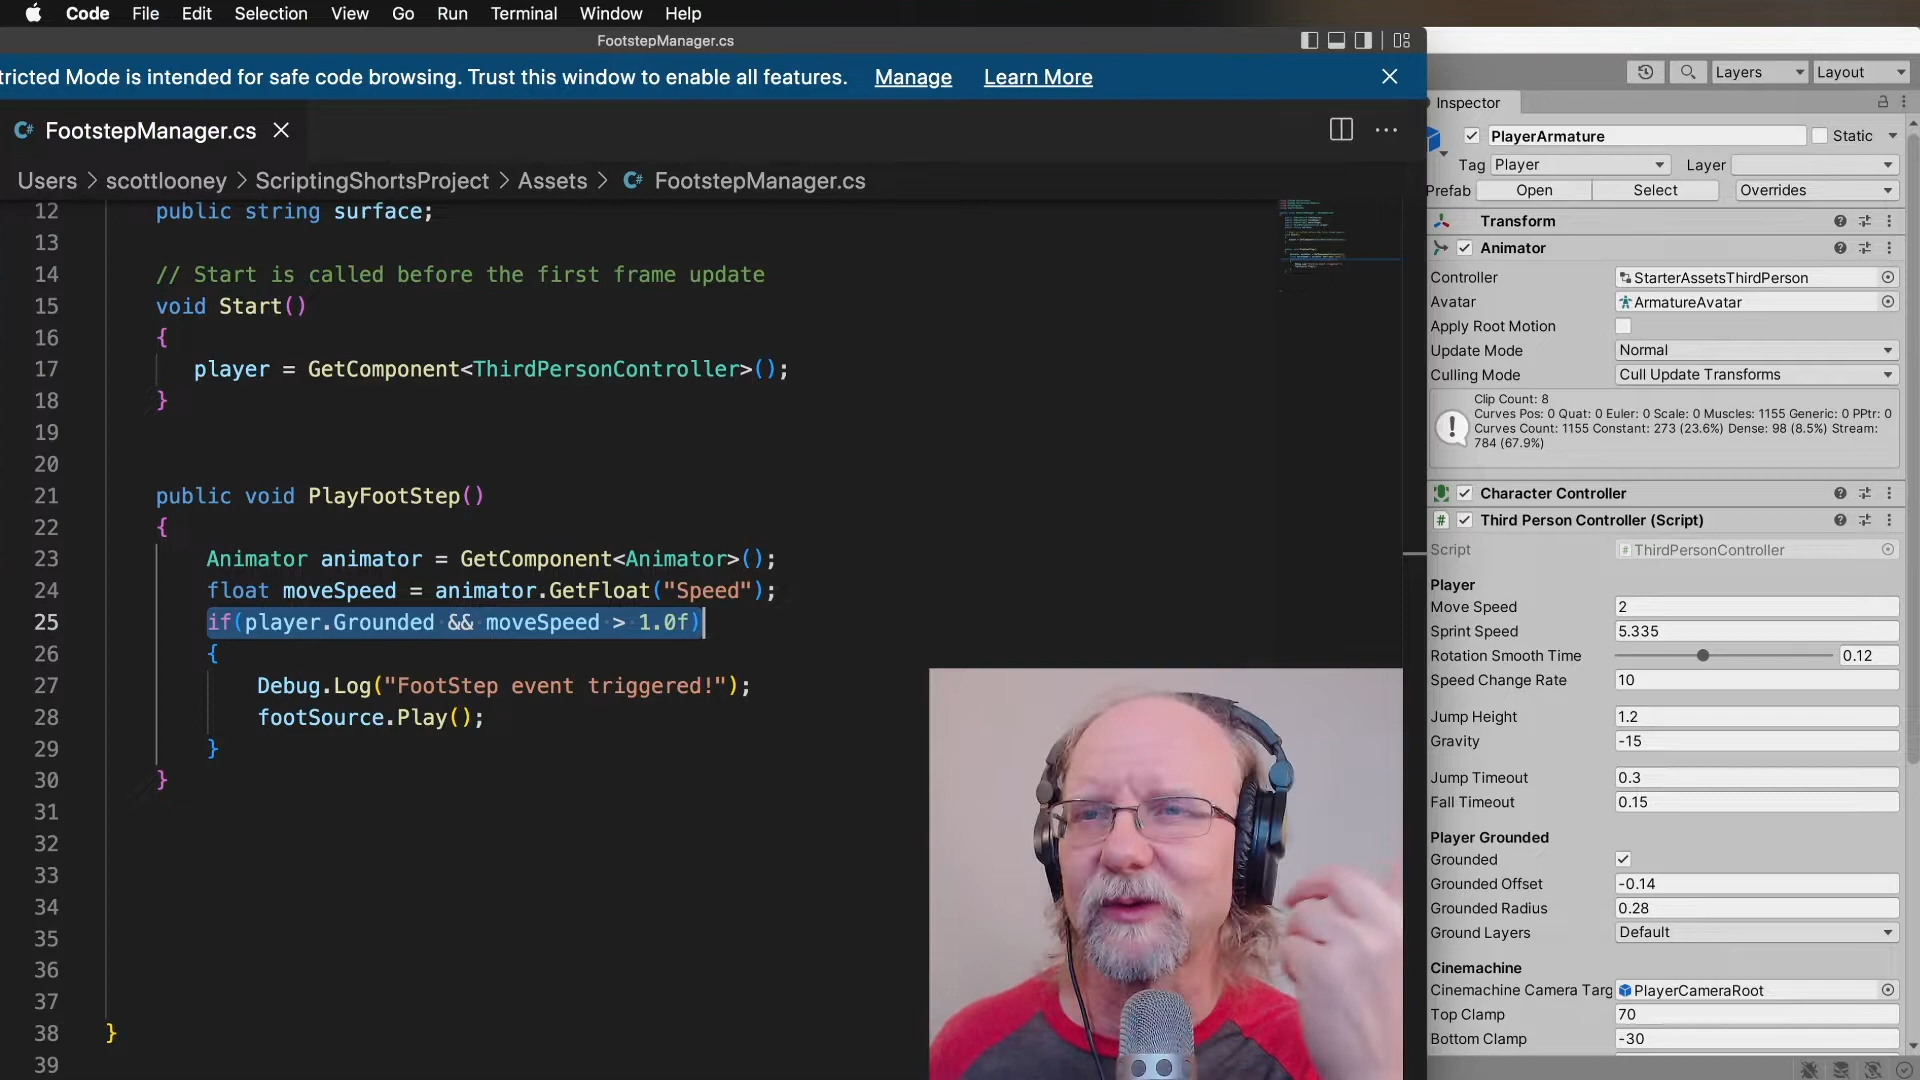 Code File Edit Selection View Go Run Terminal Window Help
FootstepManager.cs
tricted Mode is intended for safe code browsing. Trust this window to enable all features. Manage Learn More
FootstepManager.cs
Users > scottlooney > ScriptingShortsProject > Assets > FootstepManager.cs
12 public string surface;
13
14 // Start is called before the first frame update
15 void Start()
16 {
17 player = GetComponent<ThirdPersonController>();
18 }
19
20
21 public void PlayFootStep()
22 {
23 Animator animator = GetComponent<Animator>();
24 float moveSpeed = animator.GetFloat("Speed");
25 if(player.Grounded && moveSpeed > 1.0f)
26 {
27 Debug.Log("FootStep event triggered!");
28 footSource.Play();
29 }
30 }
31
32
33
34
35
36
37
38 }
39
Layers Layout
Inspector
PlayerArmature Static
Tag Player Layer
Prefab Open Select Overrides
Transform
Animator
Controller StarterAssetsThirdPerson
Avatar ArmatureAvatar
Apply Root Motion
Update Mode Normal
Culling Mode Cull Update Transforms
Clip Count: 8
Curves Pos: 0 Quat: 0 Euler: 0 Scale: 0 Muscles: 1155 Generic: 0 PPtr: 0
Curves Count: 1155 Constant: 273 (23.6%) Dense: 98 (8.5%) Stream:
784 (67.9%)
Character Controller
# Third Person Controller (Script)
Script # ThirdPersonController
Player
Move Speed 2
Sprint Speed 5.335
Rotation Smooth Time 0.12
Speed Change Rate 10
Jump Height 1.2
Gravity -15
Jump Timeout 0.3
Fall Timeout 0.15
Player Grounded
Grounded
Grounded Offset -0.14
Grounded Radius 0.28
Ground Layers Default
Cinemachine
Cinemachine Camera Targ PlayerCameraRoot
Top Clamp 70
Bottom Clamp -30